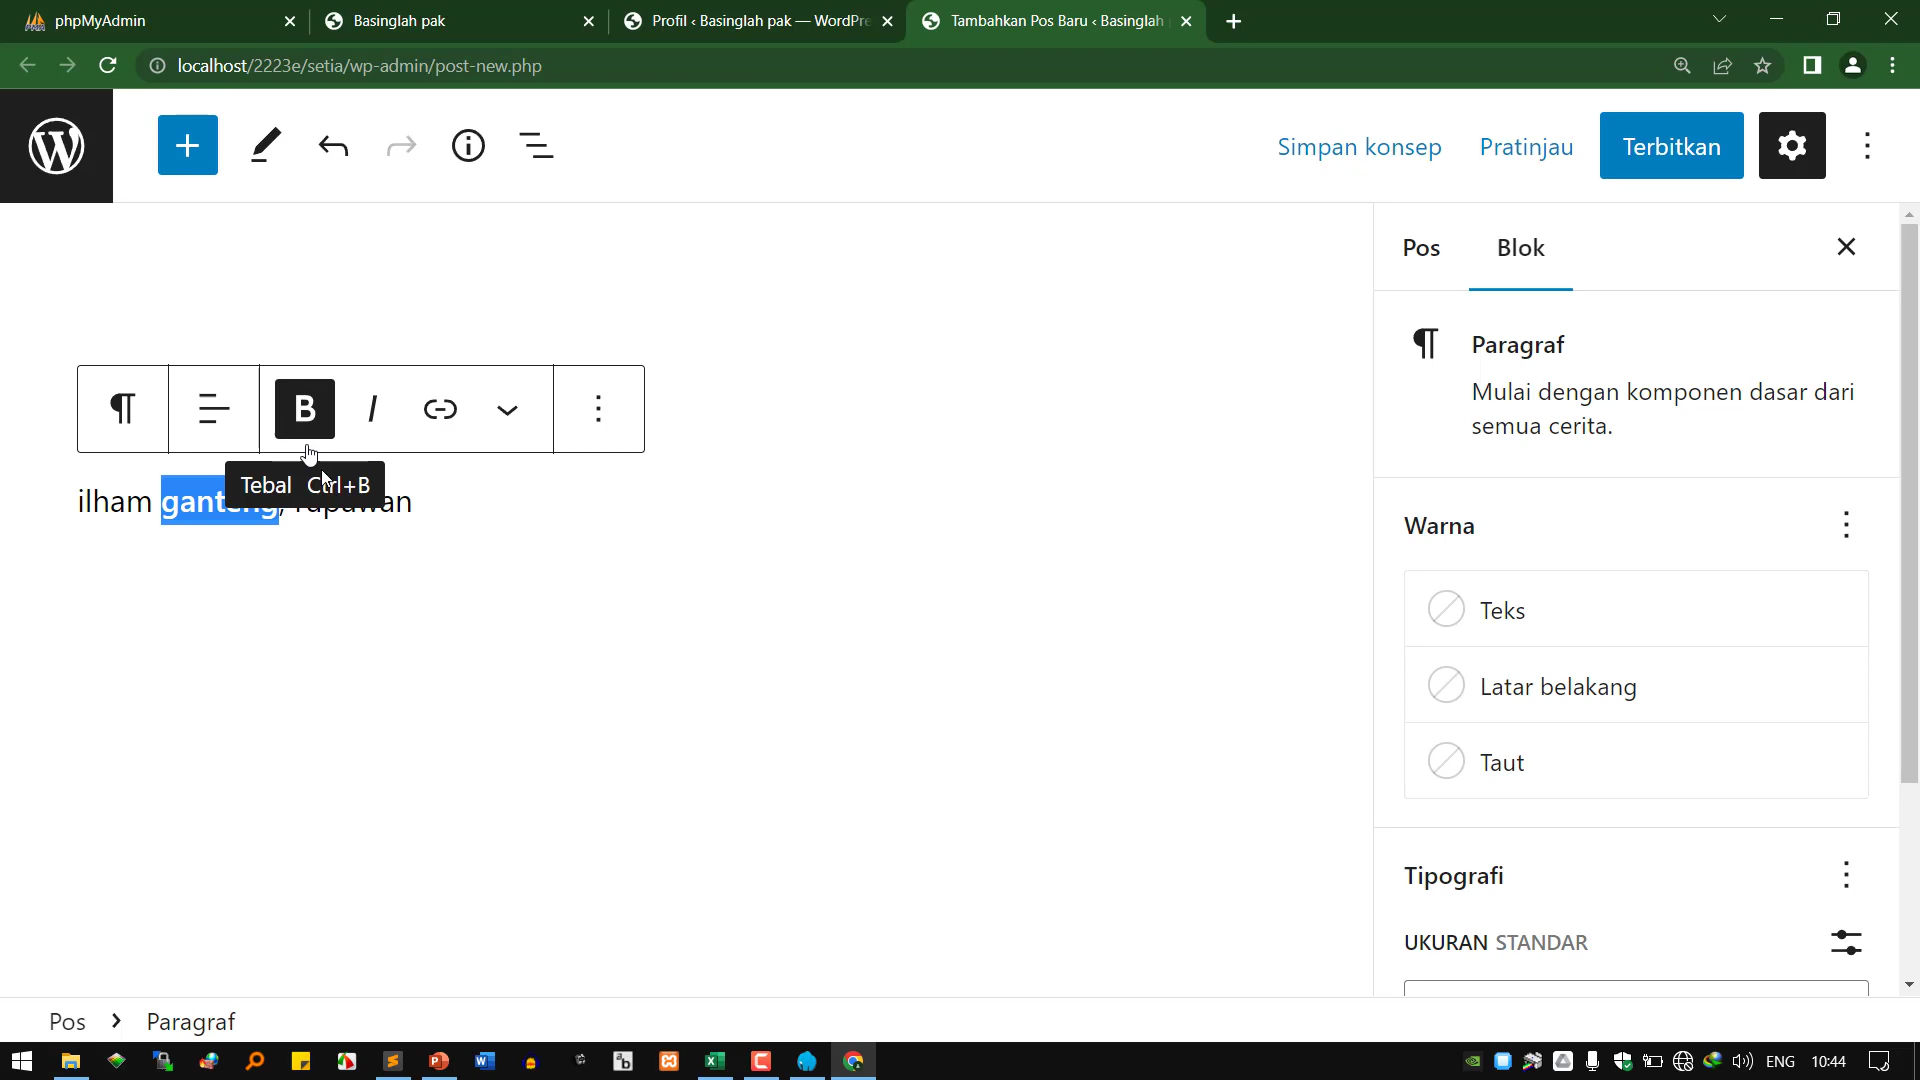 phpMyAdmin
Basinglah pak
Profil ‹ Basinglah pak — WordPre
Tambahkan Pos Baru ‹ Basinglah
localhost/2223e/setia/wp-admin/post-new.php
Simpan konsep
Pratinjau
Terbitkan
Pos
Blok
Paragraf
Mulai dengan komponen dasar dari
semua cerita.
B I
Tebal Ctrl+B
ilham ganteng,
Warna
Teks
Latar belakang
Taut
Tipografi
UKURAN STANDAR
Pos
Paragraf
ENG
10:44